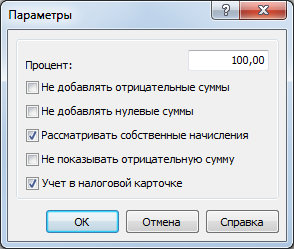 Параметры
?
Процент: 100,00
Не добавлять отрицательные суммы
Не добавлять нулевые суммы
Рассматривать собственные начисления
Не показывать отрицательную сумму
Учет в налоговой карточке
ОК Отмена Справка